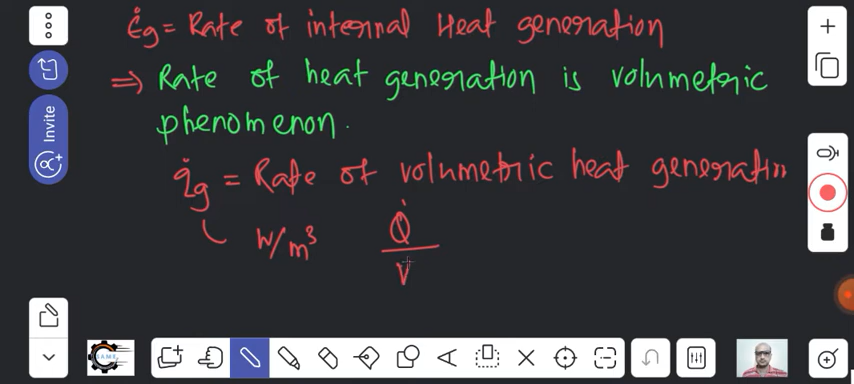 Ėg = Rate of internal Heat generation
⇒ Rate of heat generation is volumetric
phenomenon.
q̇g = Rate of volumetric heat generation
W/m³
Q̇
V
Invite